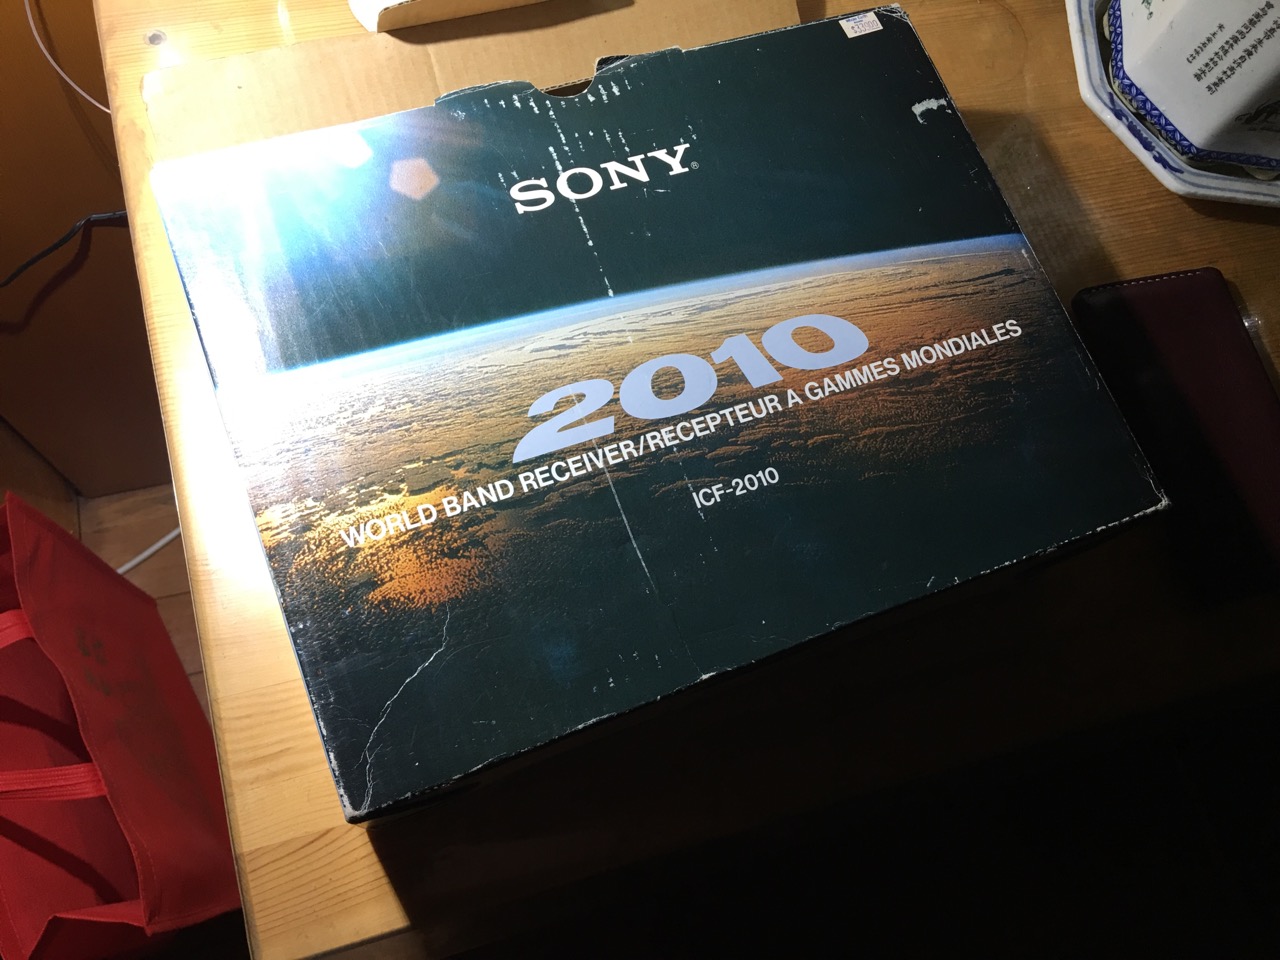 SONY®
2010
WORLD BAND RECEIVER/RECEPTEUR A GAMMES MONDIALES
ICF-2010